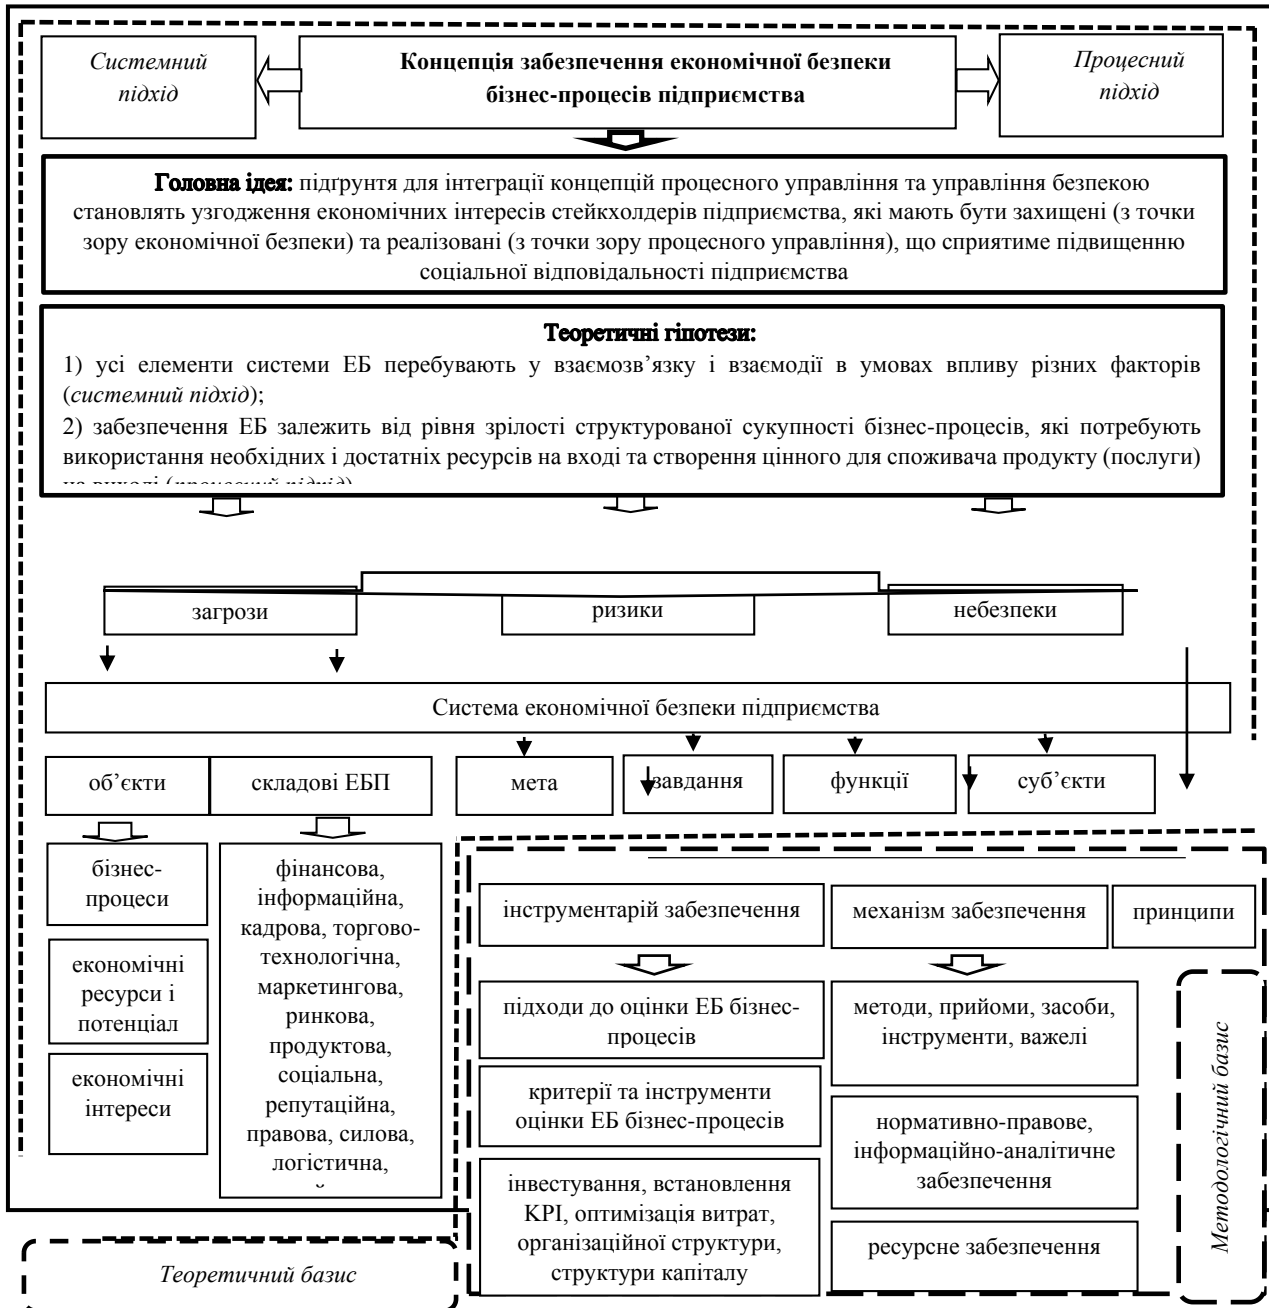 Системний
підхід
Концепція забезпечення економічної безпеки
бізнес-процесів підприємства
Процесний
підхід
Головна ідея: підґрунтя для інтеграції концепцій процесного управління та управління безпекою
становлять узгодження економічних інтересів стейкхолдерів підприємства, які мають бути захищені (з точки
зору економічної безпеки) та реалізовані (з точки зору процесного управління), що сприятиме підвищенню
соціальної відповідальності підприємства
Теоретичні гіпотези:
1) усі елементи системи ЕБ перебувають у взаємозв’язку і взаємодії в умовах впливу різних факторів
(системний підхід);
2) забезпечення ЕБ залежить від рівня зрілості структурованої сукупності бізнес-процесів, які потребують
використання необхідних і достатніх ресурсів на вході та створення цінного для споживача продукту (послуги)
на виході (процесний підхід)
загрози
ризики
небезпеки
Система економічної безпеки підприємства
об’єкти
складові ЕБП
мета
завдання
функції
суб’єкти
бізнес-
процеси
економічні
ресурси і
потенціал
економічні
інтереси
фінансова,
інформаційна,
кадрова, торгово-
технологічна,
маркетингова,
ринкова,
продуктова,
соціальна,
репутаційна,
правова, силова,
логістична,
інструментарій забезпечення
механізм забезпечення
принципи
підходи до оцінки ЕБ бізнес-
процесів
методи, прийоми, засоби,
інструменти, важелі
критерії та інструменти
оцінки ЕБ бізнес-процесів
нормативно-правове,
інформаційно-аналітичне
забезпечення
інвестування, встановлення
KPI, оптимізація витрат,
організаційної структури,
структури капіталу
ресурсне забезпечення
Методологічний базис
Теоретичний базис